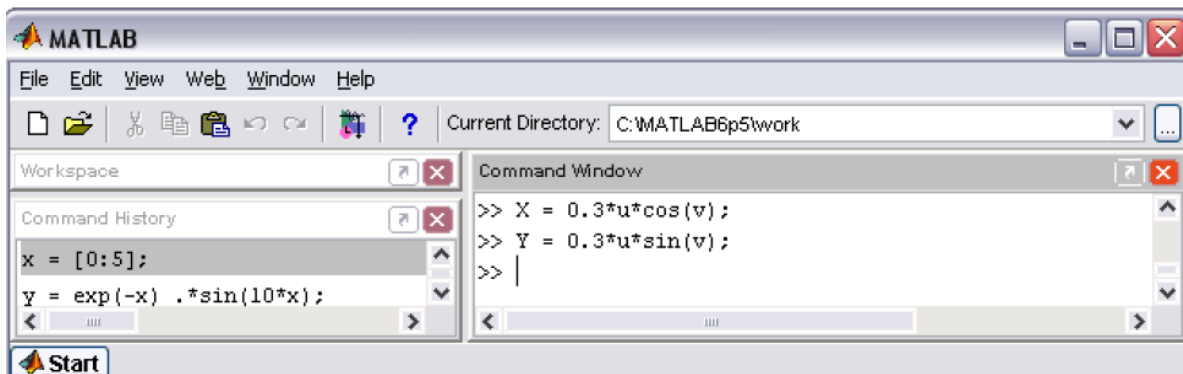 MATLAB
File Edit View Web Window Help
? Current Directory: C:\MATLAB6p5\work ...
Workspace
Command History
x = [0:5];
y = exp(-x) .*sin(10*x);
Command Window
>> X = 0.3*u*cos(v);
>> Y = 0.3*u*sin(v);
>>
Start